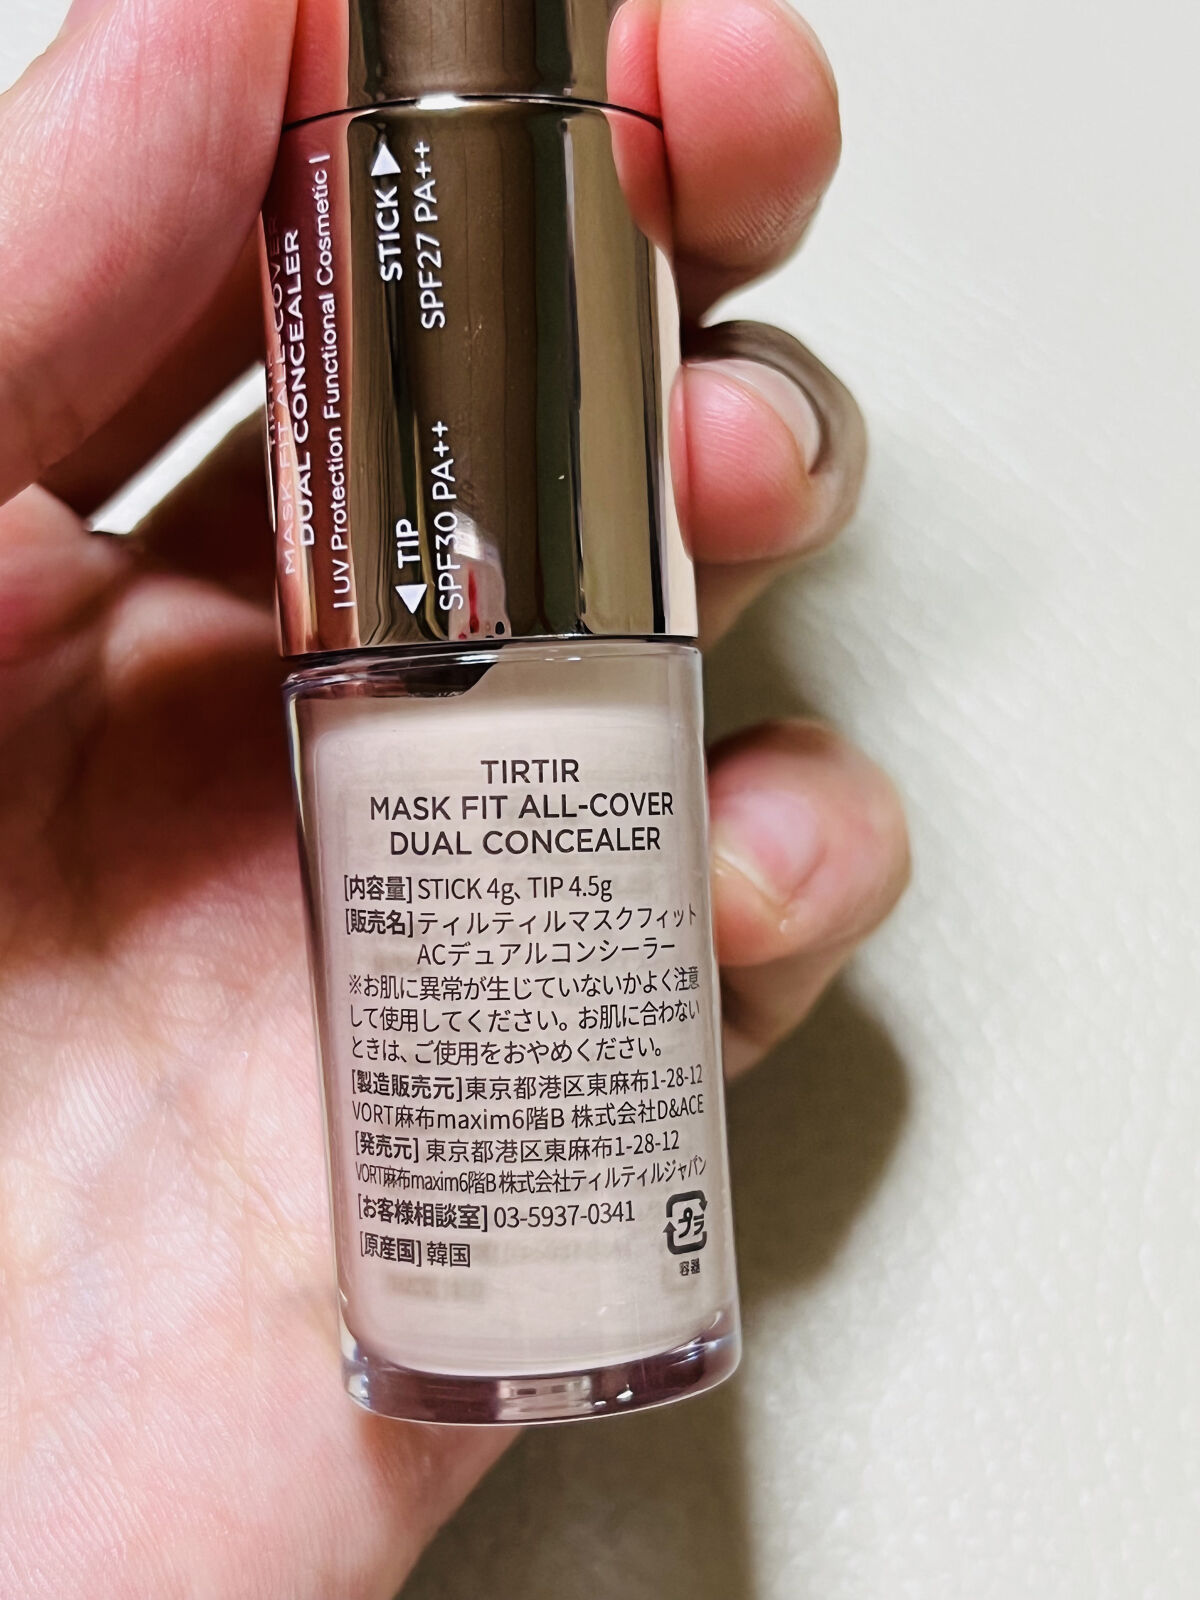 MASK FIT ALL-COVER
DUAL CONCEALER
| UV Protection Functional Cosmetic |
STICK ▶
SPF27 PA++
◀ TIP
SPF30 PA++
TIRTIR
MASK FIT ALL-COVER
DUAL CONCEALER
[内容量] STICK 4g、TIP 4.5g
[販売名] ティルティルマスクフィット
ACデュアルコンシーラー
※お肌に異常が生じていないかよく注意
して使用してください。お肌に合わない
ときは、ご使用をおやめください。
[製造販売元] 東京都港区東麻布1-28-12
VORT麻布maxim6階B 株式会社D&ACE
[発売元] 東京都港区東麻布1-28-12
VORT麻布maxim6階B 株式会社ティルティルジャパン
[お客様相談室] 03-5937-0341
[原産国] 韓国
プラ
容器